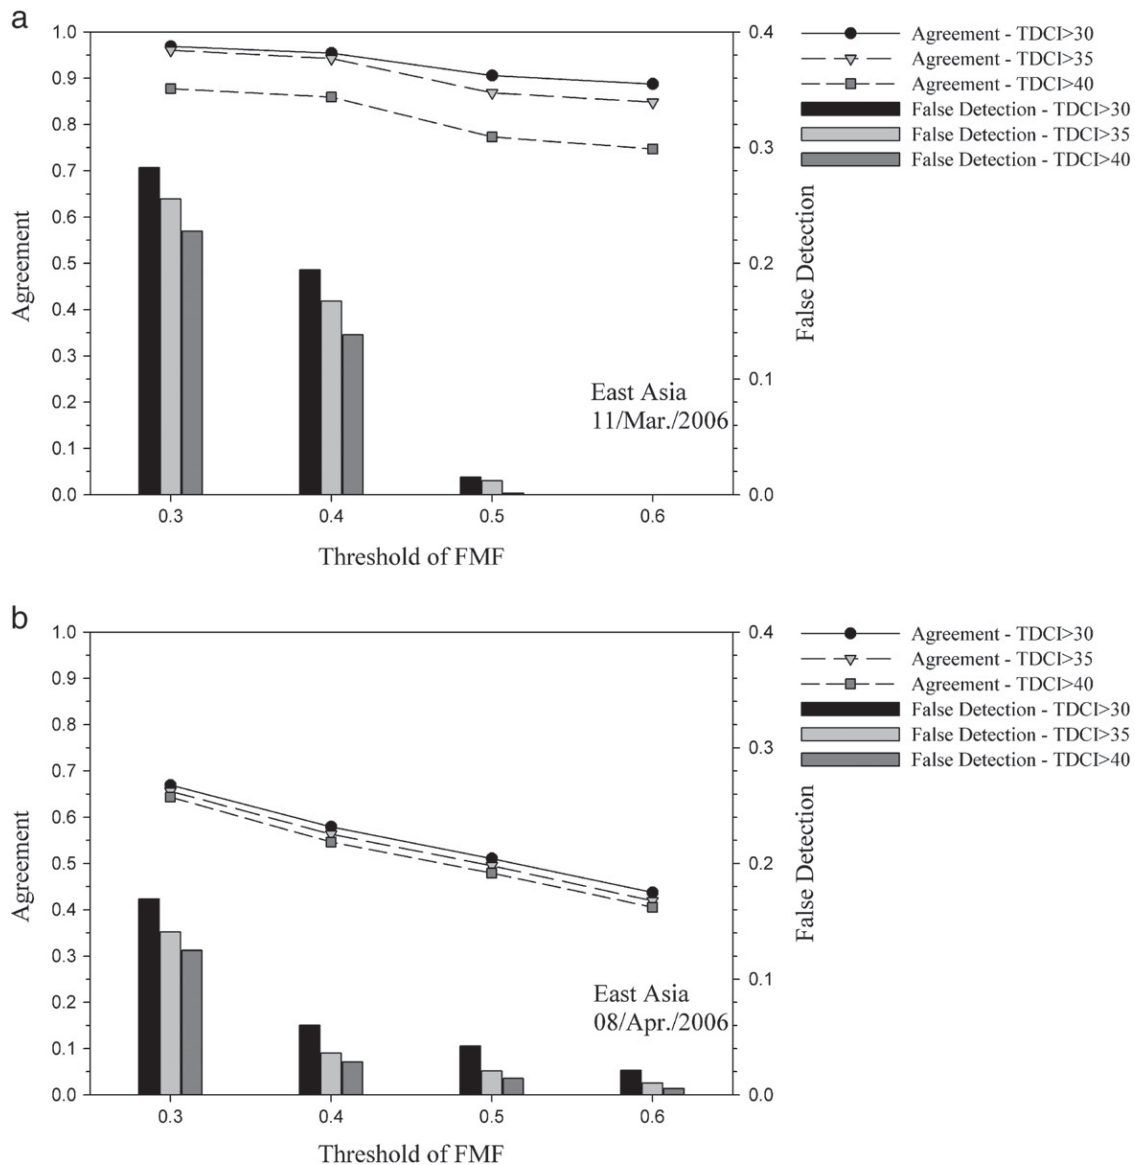 a
1.0
0.9
0.8
0.7
0.6
0.5
0.4
0.3
0.2
0.1
0.0
Agreement
0.3 0.4 0.5 0.6
Threshold of FMF
0.4
0.3
0.2
0.1
0.0
False Detection
East Asia
11/Mar./2006
Agreement - TDCI>30
Agreement - TDCI>35
Agreement - TDCI>40
False Detection - TDCI>30
False Detection - TDCI>35
False Detection - TDCI>40
b
1.0
0.9
0.8
0.7
0.6
0.5
0.4
0.3
0.2
0.1
0.0
Agreement
0.3 0.4 0.5 0.6
Threshold of FMF
0.4
0.3
0.2
0.1
0.0
False Detection
East Asia
08/Apr./2006
Agreement - TDCI>30
Agreement - TDCI>35
Agreement - TDCI>40
False Detection - TDCI>30
False Detection - TDCI>35
False Detection - TDCI>40